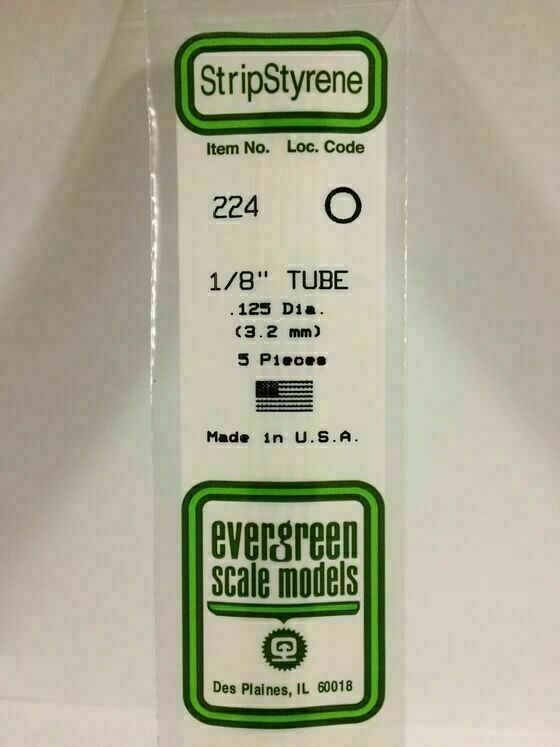 StripStyrene
Item No. Loc. Code
224
1/8" TUBE
.125 Dia.
(3.2 mm)
5 Pieces
Made in U.S.A.
evergreen
scale models
Des Plaines, IL 60018